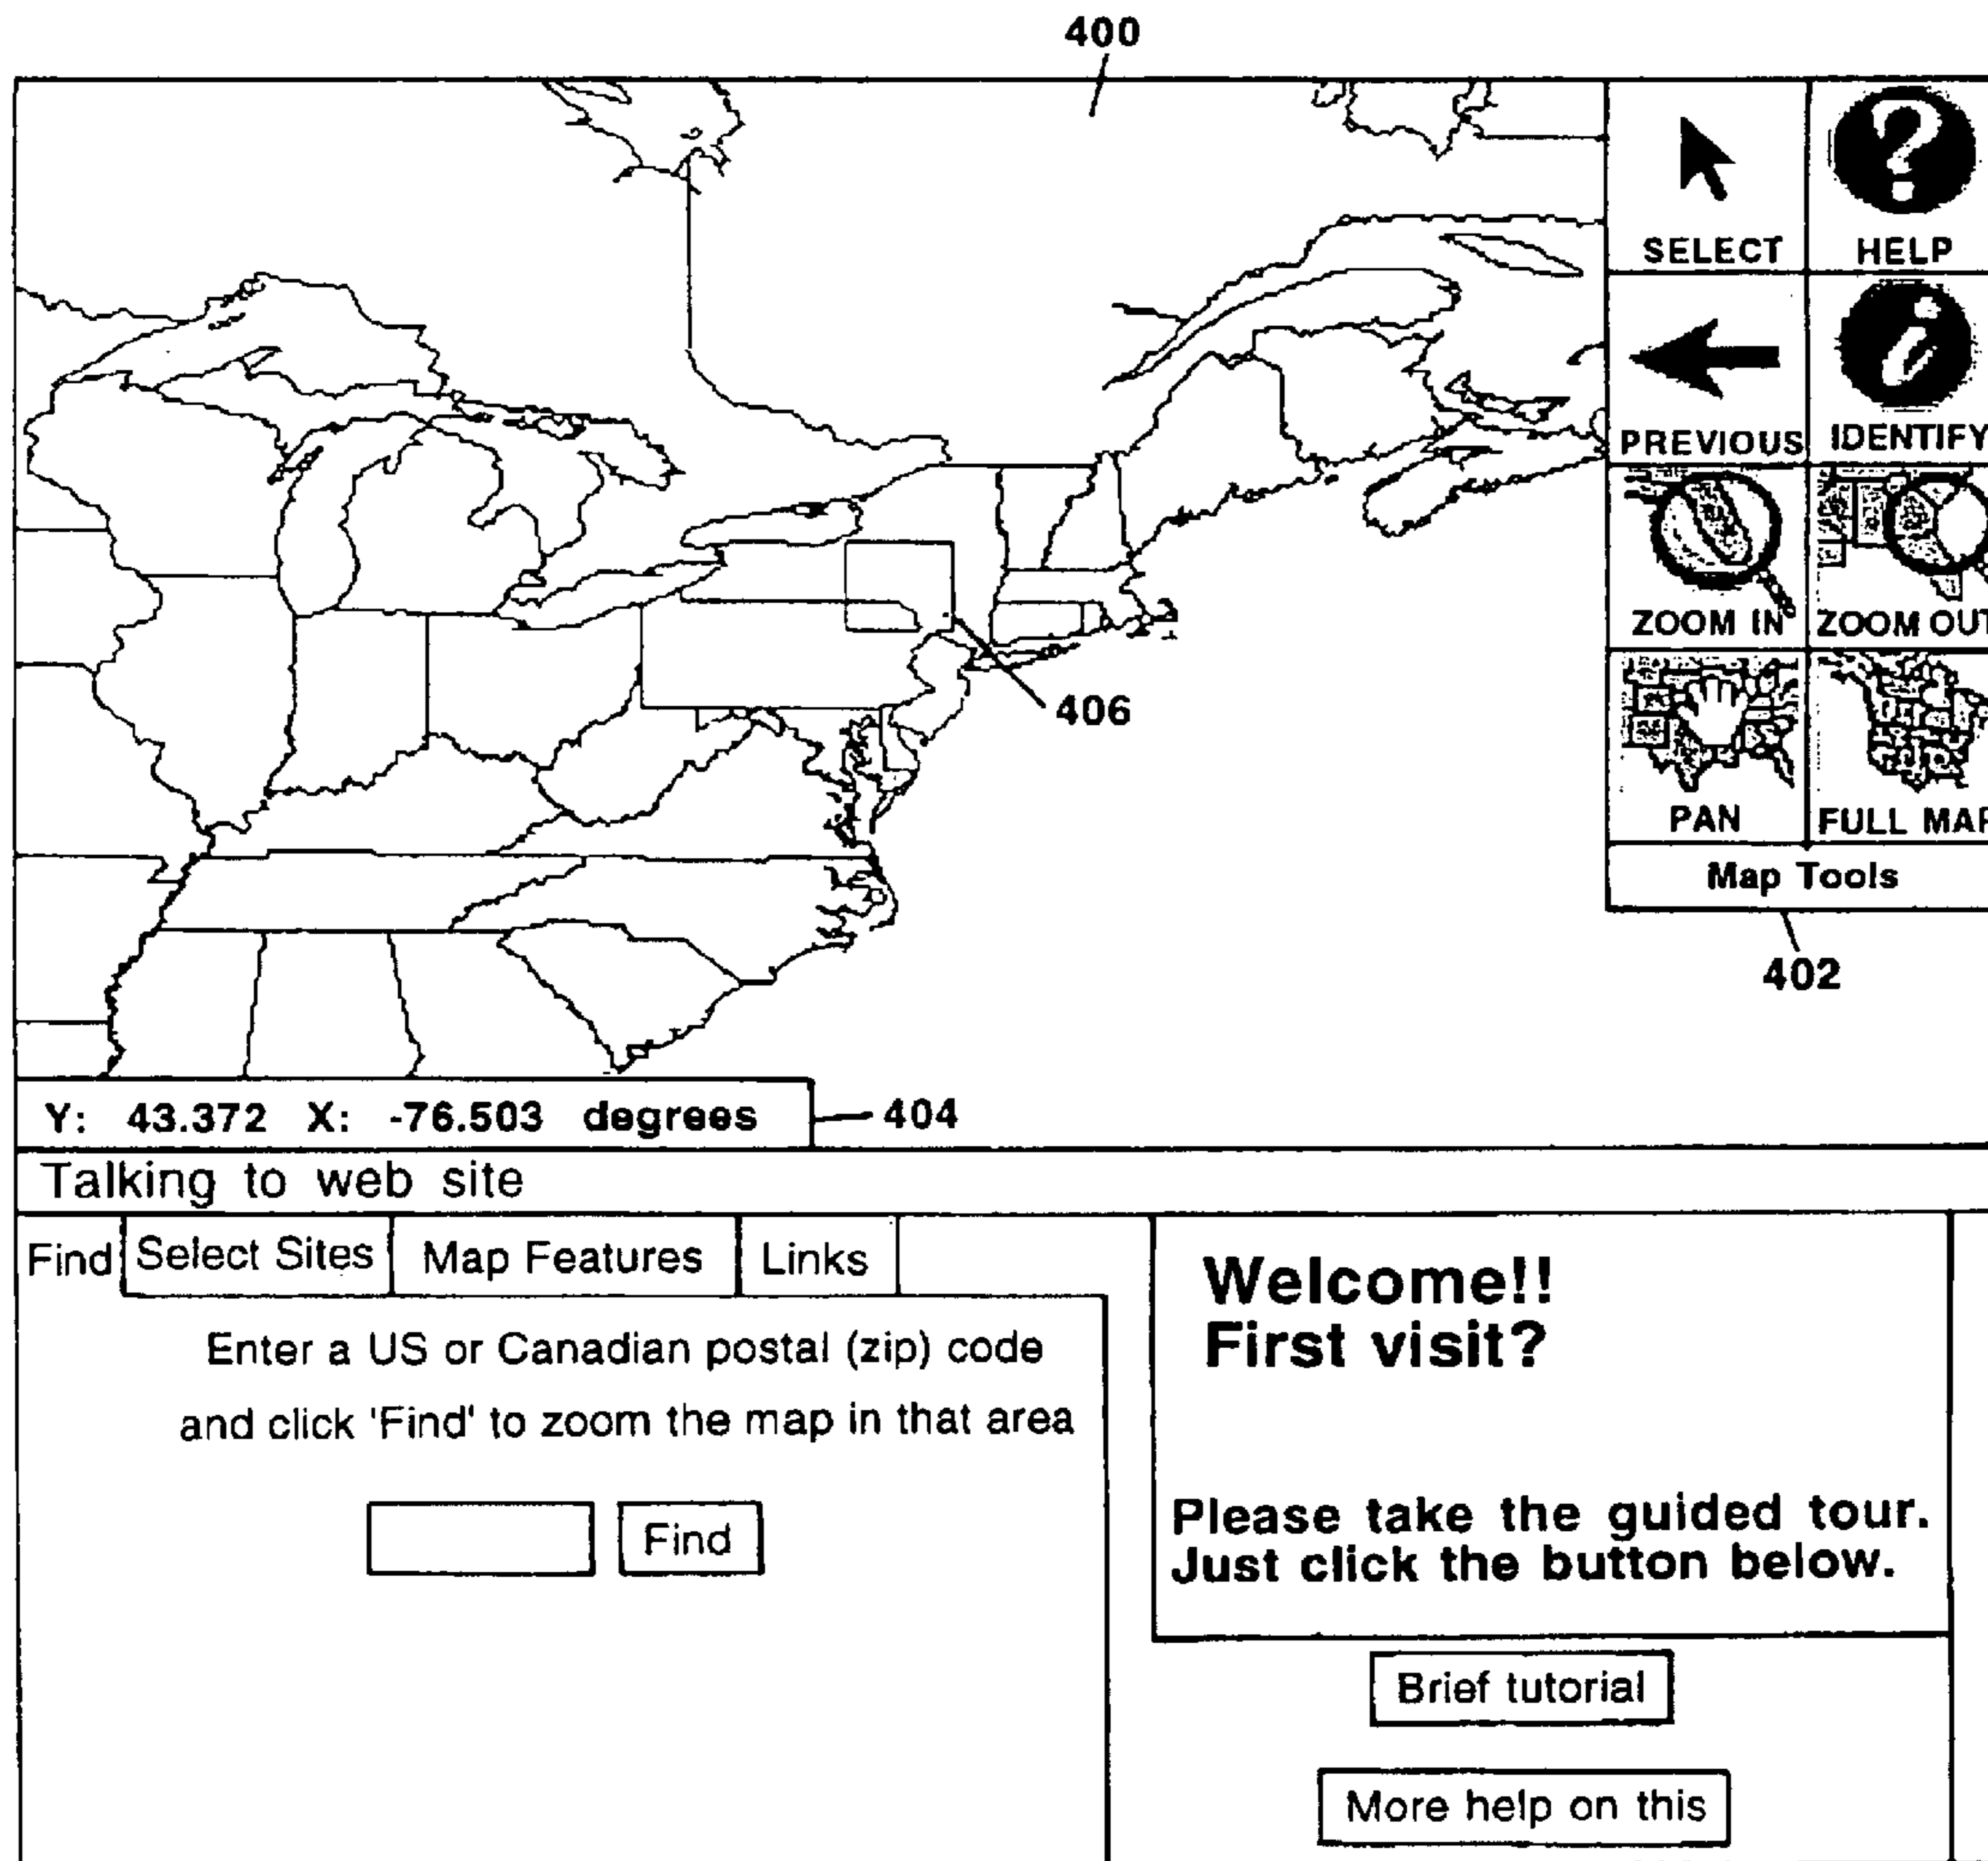 400
SELECT HELP
PREVIOUS IDENTIFY
ZOOM IN ZOOM OUT
406
PAN FULL MAP
Map Tools
402
Y: 43.372 X: -76.503 degrees
404
Talking to web site
Find Select Sites Map Features Links
Enter a US or Canadian postal (zip) code
and click 'Find' to zoom the map in that area
Find
Welcome!!
First visit?
Please take the guided tour.
Just click the button below.
Brief tutorial
More help on this